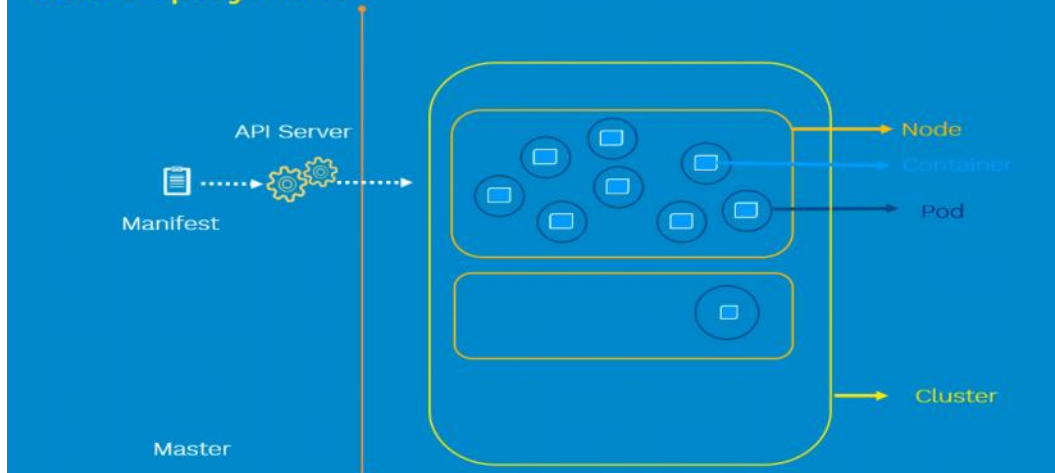 API Server
Manifest
Node
Container
Pod
Cluster
Master